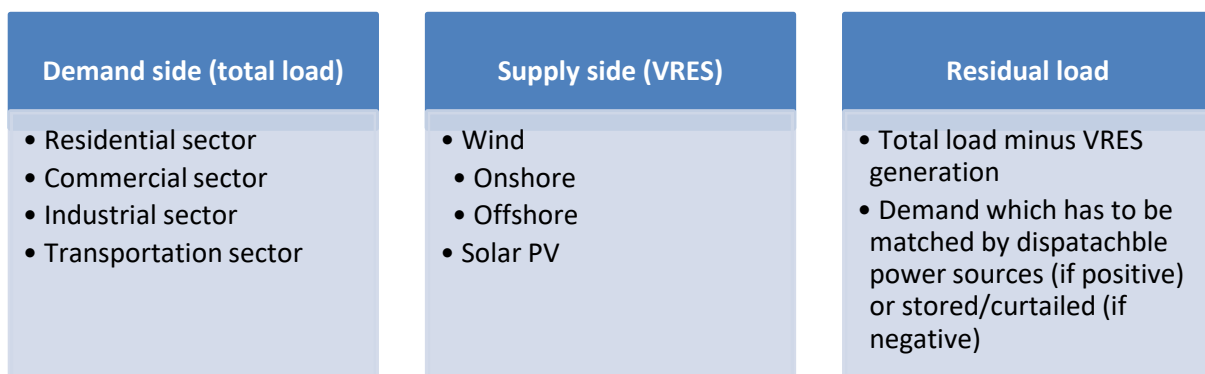 Demand side (total load)
• Residential sector
• Commercial sector
• Industrial sector
• Transportation sector
Supply side (VRES)
• Wind
• Onshore
• Offshore
• Solar PV
Residual load
• Total load minus VRES
generation
• Demand which has to be
matched by dispatachble
power sources (if positive)
or stored/curtailed (if
negative)